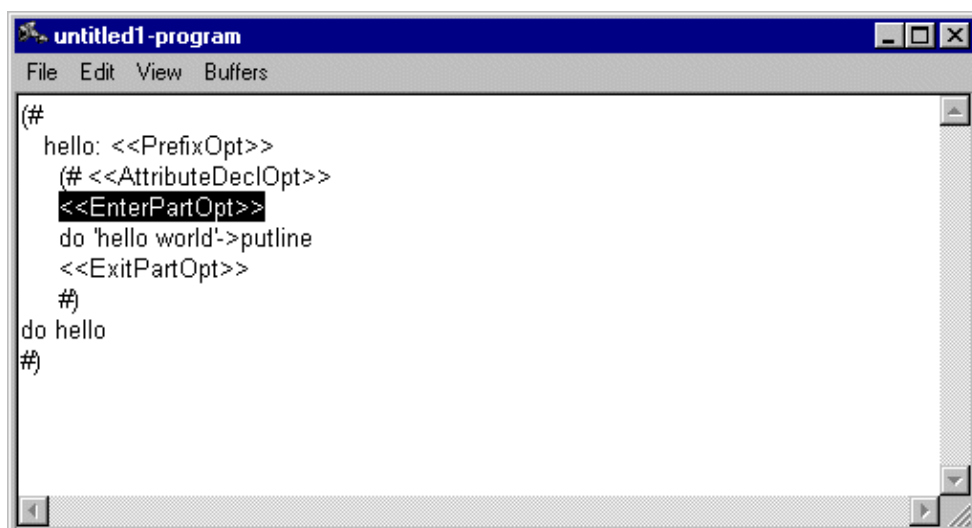 untitled1-program
File Edit View Buffers
(#
hello: <<PrefixOpt>>
(# <<AttributeDeclOpt>>
<<EnterPartOpt>>
do 'hello world'->putline
<<ExitPartOpt>>
#)
do hello
#)